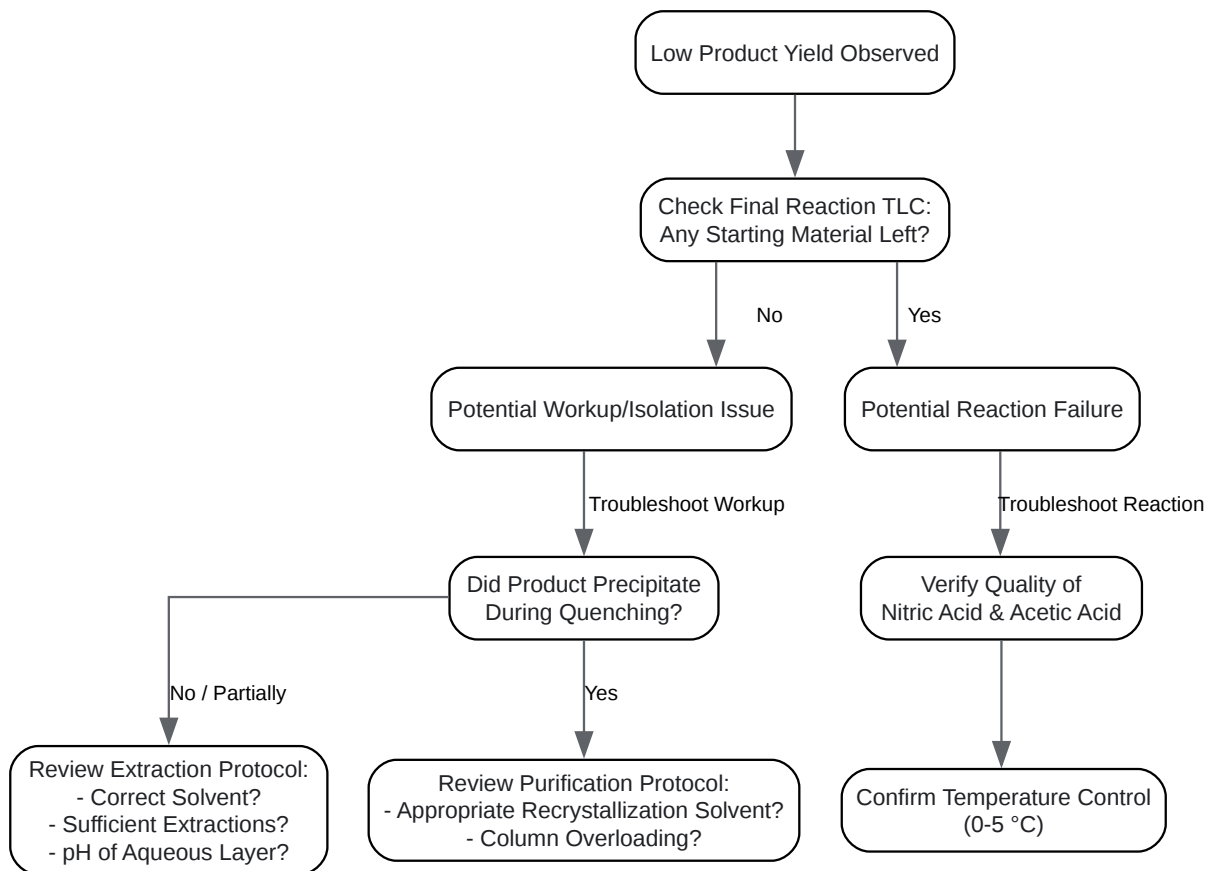 Low Product Yield Observed
Check Final Reaction TLC:
Any Starting Material Left?
No
Yes
Potential Workup/Isolation Issue
Potential Reaction Failure
Troubleshoot Workup
Troubleshoot Reaction
Did Product Precipitate
During Quenching?
Verify Quality of
Nitric Acid & Acetic Acid
No / Partially
Yes
Review Extraction Protocol:
- Correct Solvent?
- Sufficient Extractions?
- pH of Aqueous Layer?
Review Purification Protocol:
- Appropriate Recrystallization Solvent?
- Column Overloading?
Confirm Temperature Control
(0-5 °C)